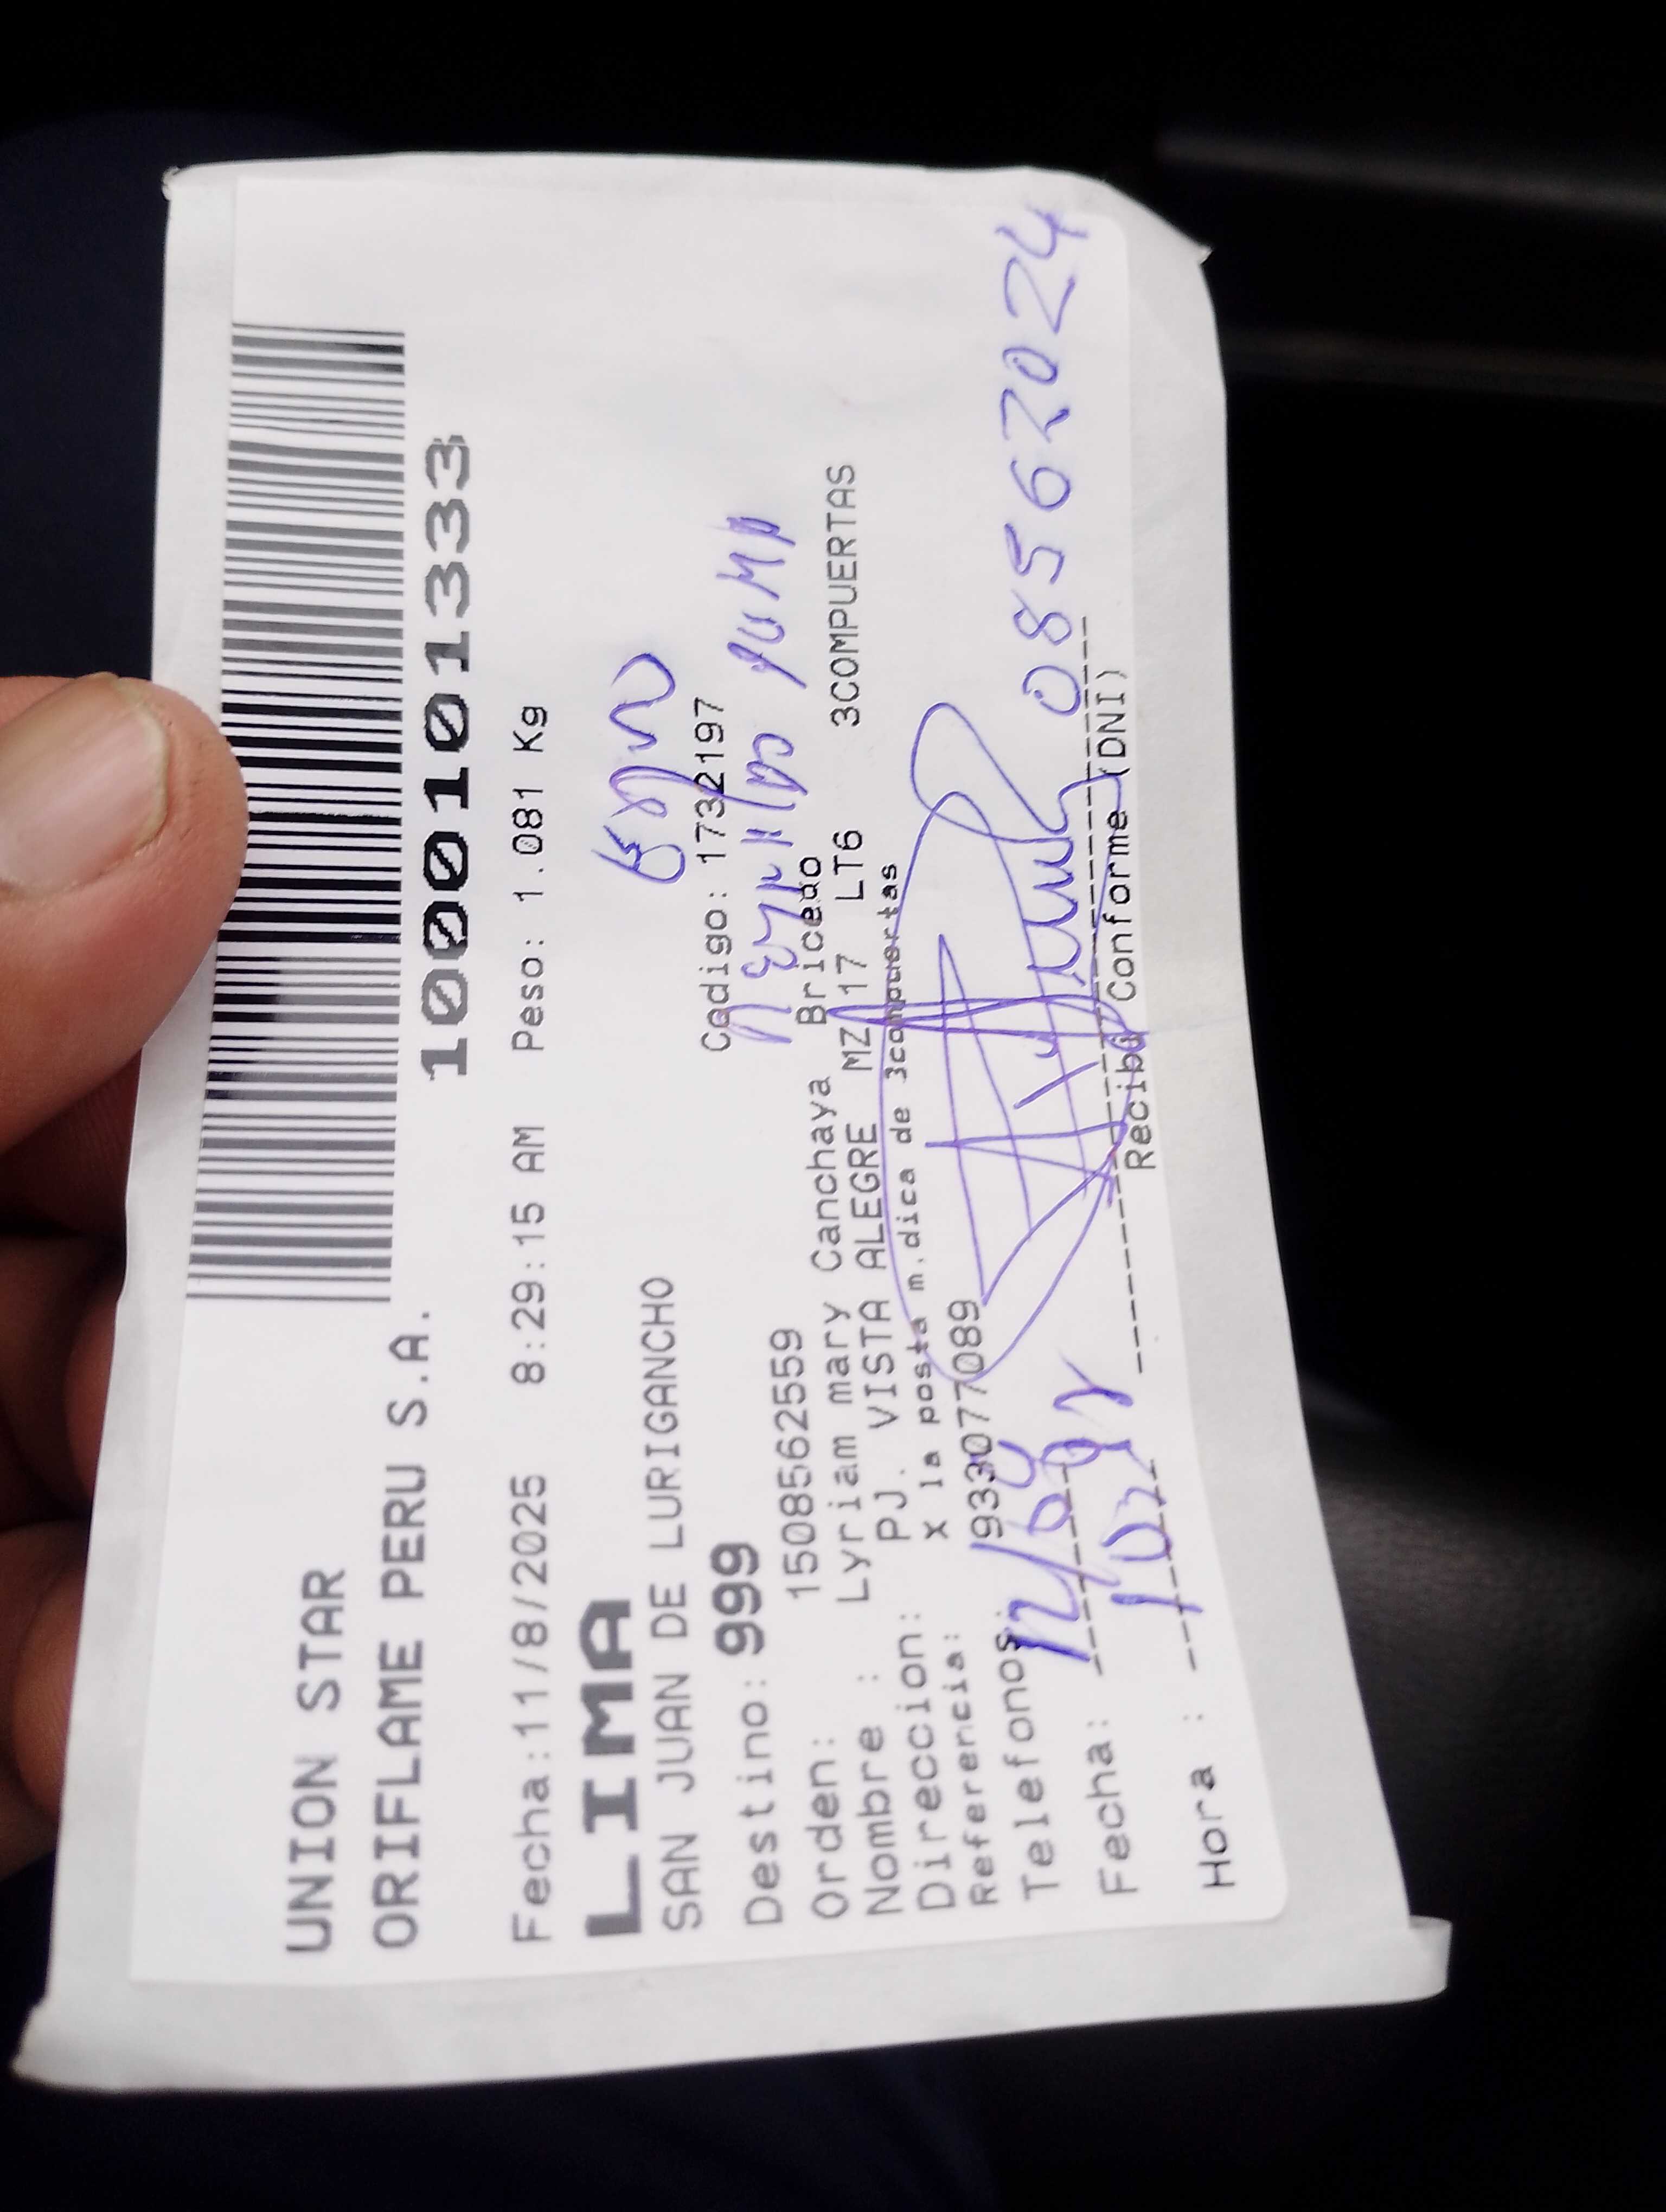 UNION STAR
ORIFLAME PERU S.A.
1000101333
Fecha:11/8/2025 8:29:15 AM Peso: 1.081 Kg
LIMA
SAN JUAN DE LURIGANCHO
Destino: 999 Codigo: 1732197
Orden: 1508562559
Nombre : Lyriam mary Canchaya Briceño
Direccion: PJ. VISTA ALEGRE MZ 17 LT6 3COMPUERTAS
Referencia: X la posta m.dica de 3compuertas
Telefonos: 933077089
08562024
Fecha:
Recibi Conforme (DNI)
Hora :